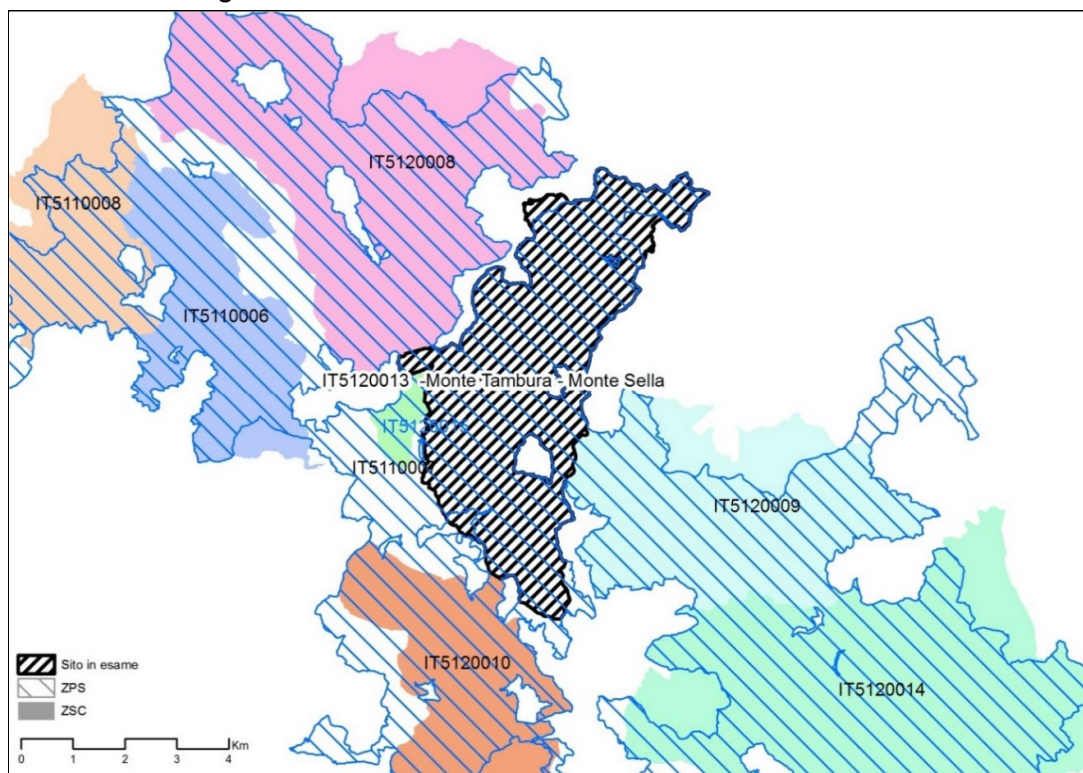 IT5120008
IT5110008
IT5110006
IT5120013 -Monte Tambura - Monte Sella
IT5120009
IT5120010
IT5120014
Sito in esame
ZPS
ZSC
Km
0 1 2 3 4